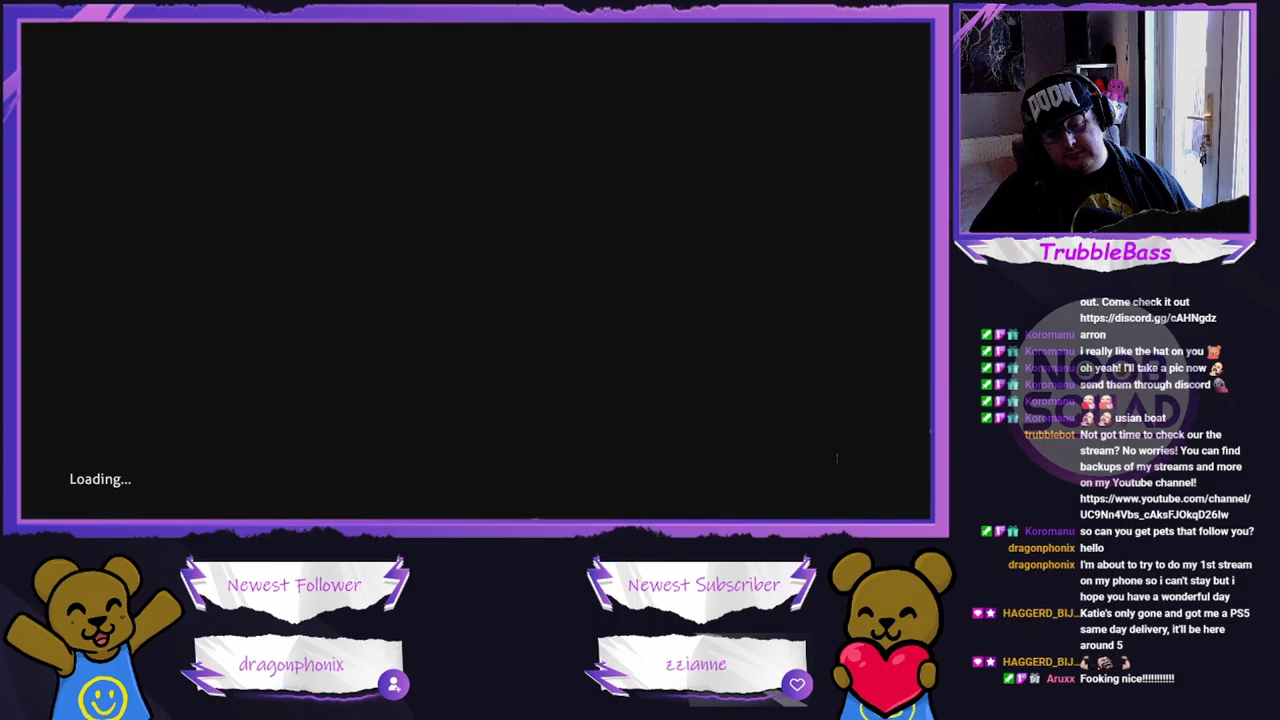 DOOM
TrubbleBass
out. Come check it out
https://discord.gg/cAHNgdz
Koromanu arron
Koromanu i really like the hat on you
Koromanu oh yeah! I'll take a pic now
Koromanu send them through discord
Koromanu
Koromanu usian boat
trubblebot Not got time to check our the
stream? No worries! You can find
backups of my streams and more
on my Youtube channel!
https://www.youtube.com/channel/
UC9Nn4Vbs_cAksFJOkqD26Iw
Koromanu so can you get pets that follow you?
dragonphonix hello
dragonphonix I'm about to try to do my 1st stream
on my phone so i can't stay but i
hope you have a wonderful day
HAGGERD_BIJ... Katie's only gone and got me a PS5
same day delivery, it'll be here
around 5
HAGGERD_BIJ...
Aruxx Fooking nice!!!!!!!!!!!
NOOB
SQUAD
Loading...
Newest Follower
dragonphonix
Newest Subscriber
zzianne